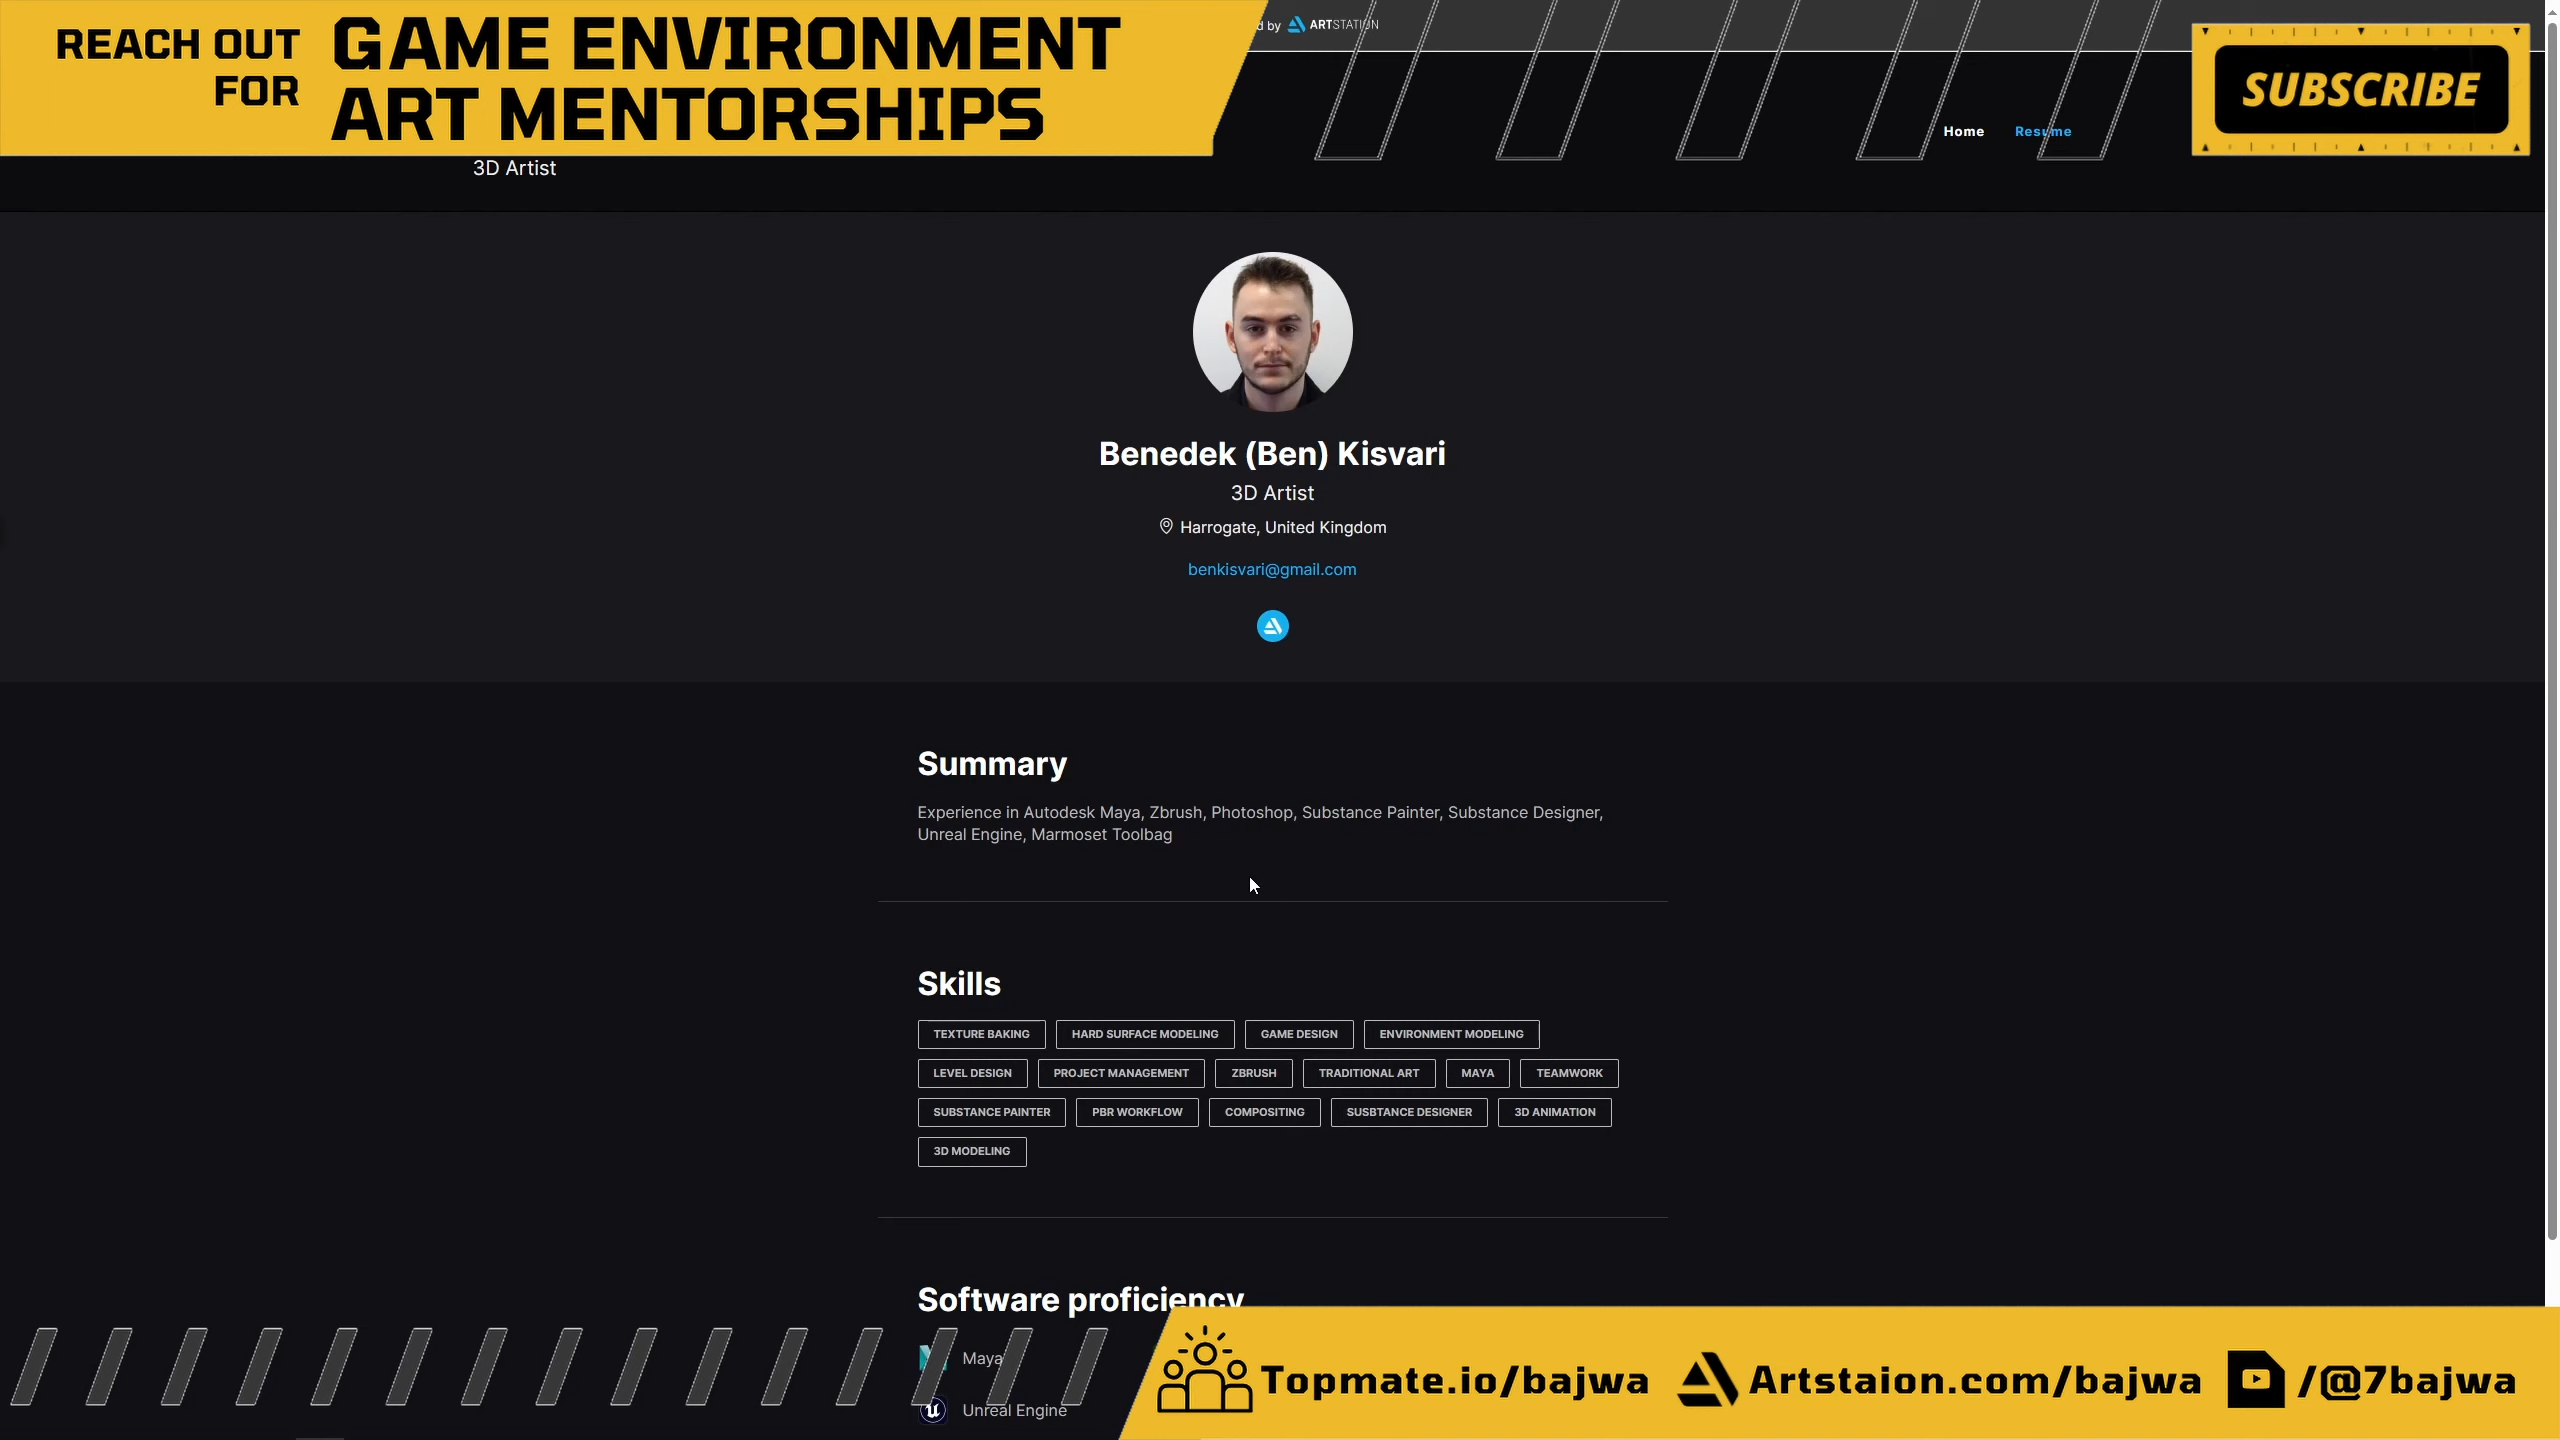 REACH OUT
FOR
GAME ENVIRONMENT
ART MENTORSHIPS
d by ARTSTATION
SUBSCRIBE
Home Resume
3D Artist
Benedek (Ben) Kisvari
3D Artist
Harrogate, United Kingdom
benkisvari@gmail.com
Summary
Experience in Autodesk Maya, Zbrush, Photoshop, Substance Painter, Substance Designer,
Unreal Engine, Marmoset Toolbag
Skills
TEXTURE BAKING HARD SURFACE MODELING GAME DESIGN ENVIRONMENT MODELING
LEVEL DESIGN PROJECT MANAGEMENT ZBRUSH TRADITIONAL ART MAYA TEAMWORK
SUBSTANCE PAINTER PBR WORKFLOW COMPOSITING SUSBTANCE DESIGNER 3D ANIMATION
3D MODELING
Software proficiency
Maya
Unreal Engine
Topmate.io/bajwa Artstaion.com/bajwa /@7bajwa